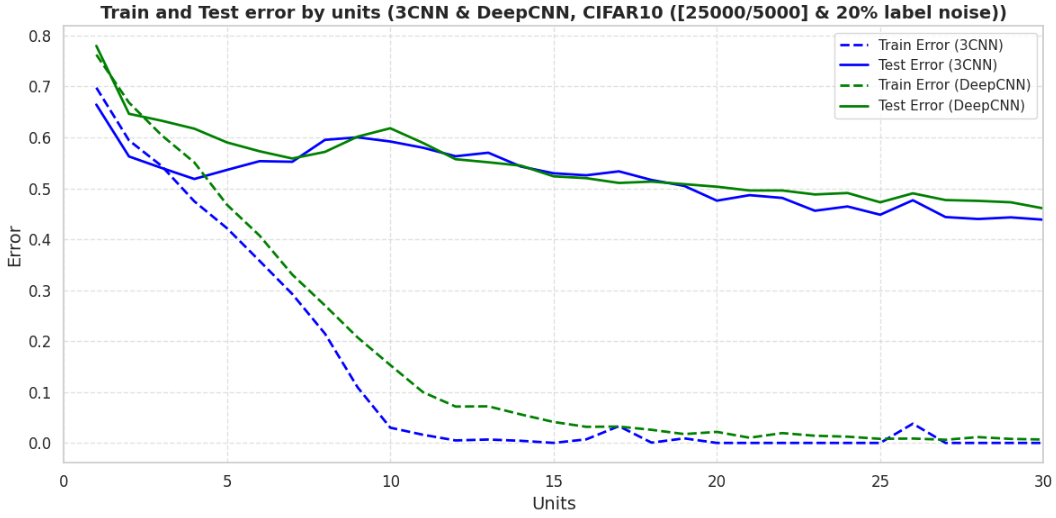 Train and Test error by units (3CNN & DeepCNN, CIFAR10 ([25000/5000] & 20% label noise))
Train Error (3CNN)
Test Error (3CNN)
Train Error (DeepCNN)
Test Error (DeepCNN)
Error
0.8
0.7
0.6
0.5
0.4
0.3
0.2
0.1
0.0
0 5 10 15 20 25 30
Units